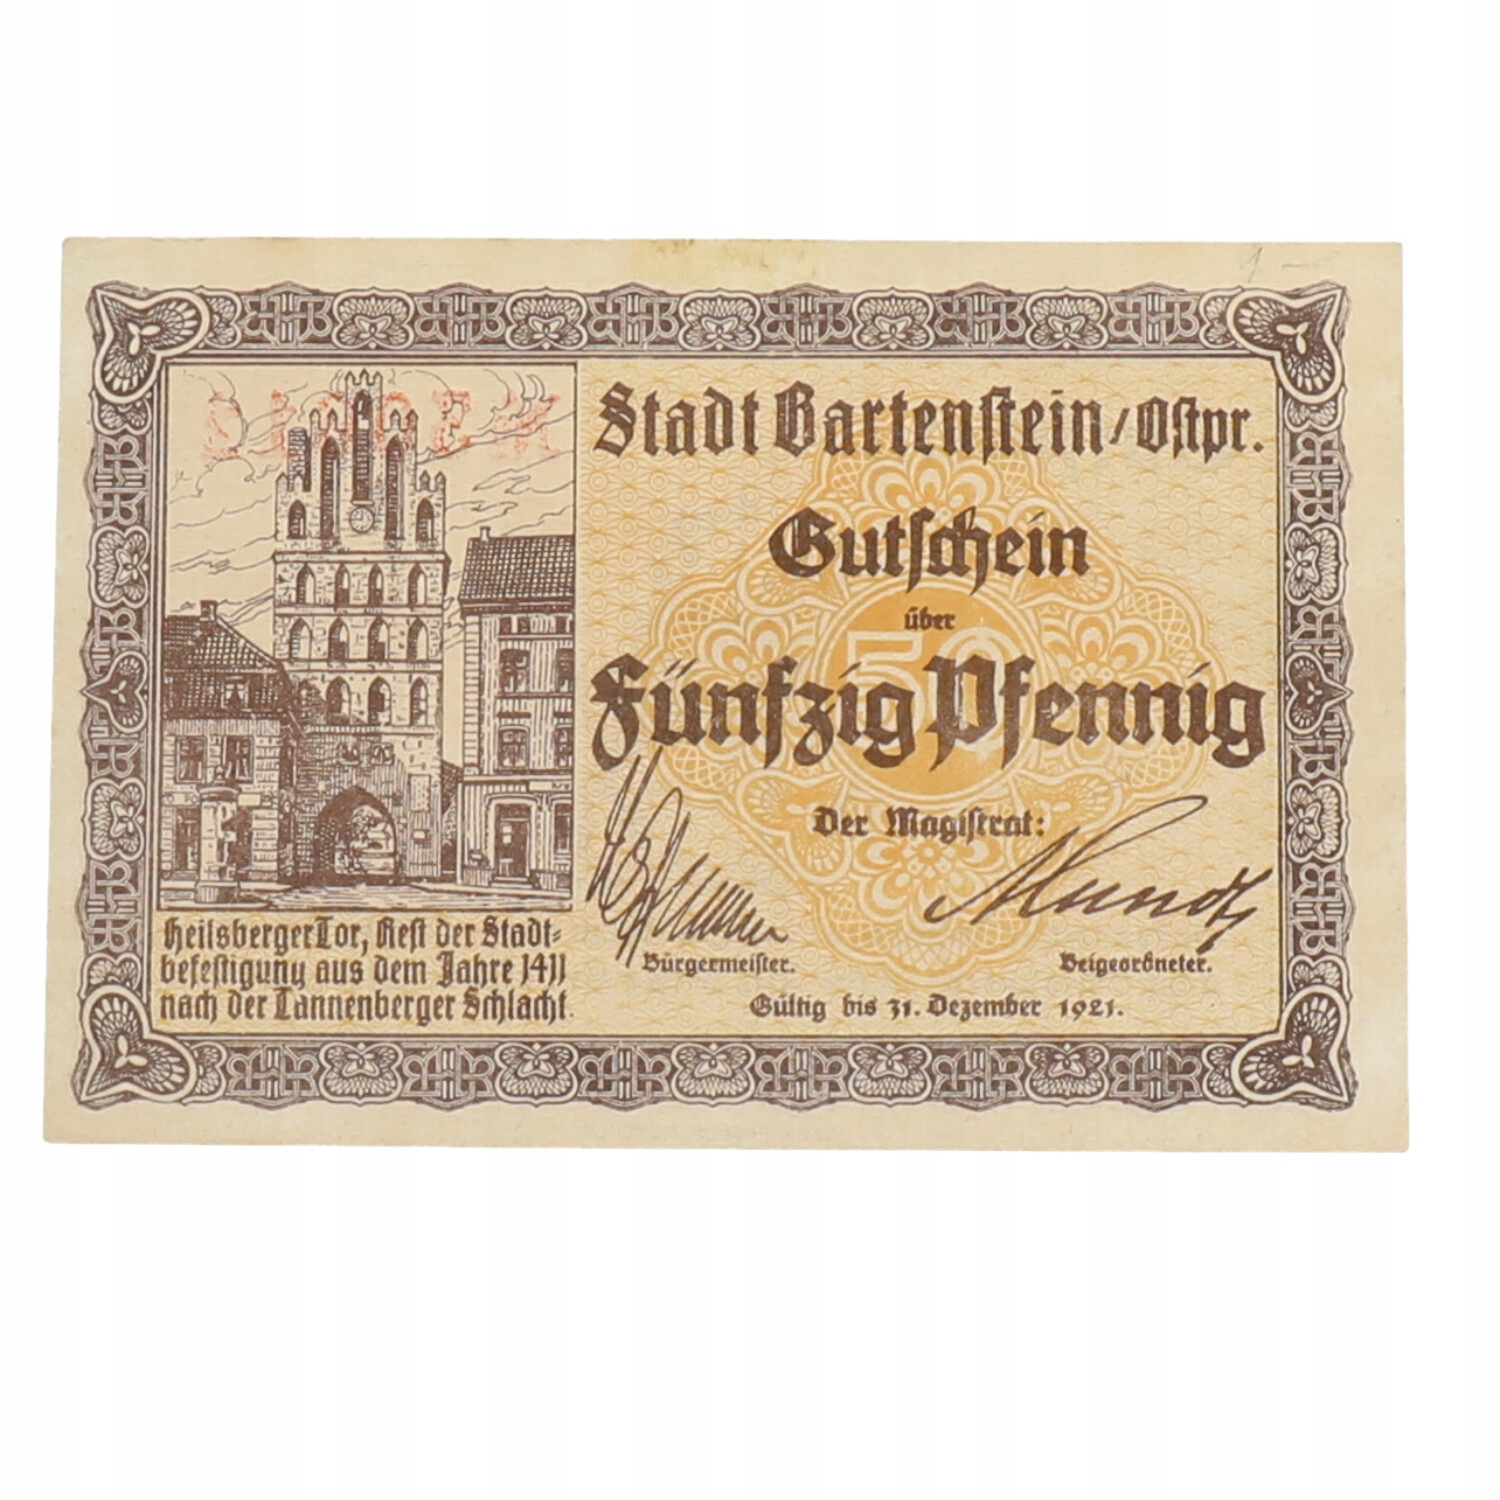 Stadt Bartenstein/Ostpr.
Gutschein
über
50
Fünfzig Pfennig
Der Magistrat:
Bürgermeister.
Beigeordneter.
Gültig bis 31. Dezember 1921.
Heilsberger Tor, Rest der Stadt-
befestigung aus dem Jahre 1411
nach der Tannenberger Schlacht.